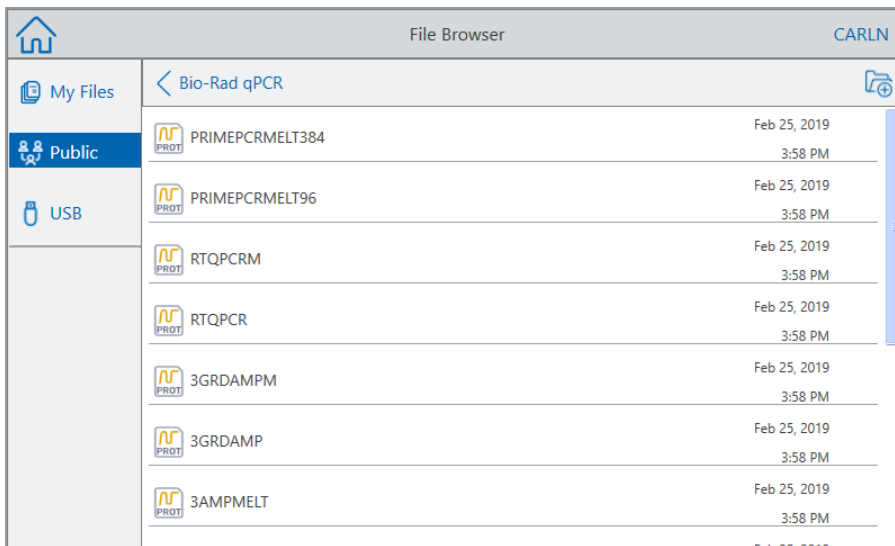 File Browser
CARLN
My Files
Public
USB
Bio-Rad qPCR
PROT PRIMEPCRMELT384 Feb 25, 2019
3:58 PM
PROT PRIMEPCRMELT96 Feb 25, 2019
3:58 PM
PROT RTQPCRM Feb 25, 2019
3:58 PM
PROT RTQPCR Feb 25, 2019
3:58 PM
PROT 3GRDAMPM Feb 25, 2019
3:58 PM
PROT 3GRDAMP Feb 25, 2019
3:58 PM
PROT 3AMPMELT Feb 25, 2019
3:58 PM